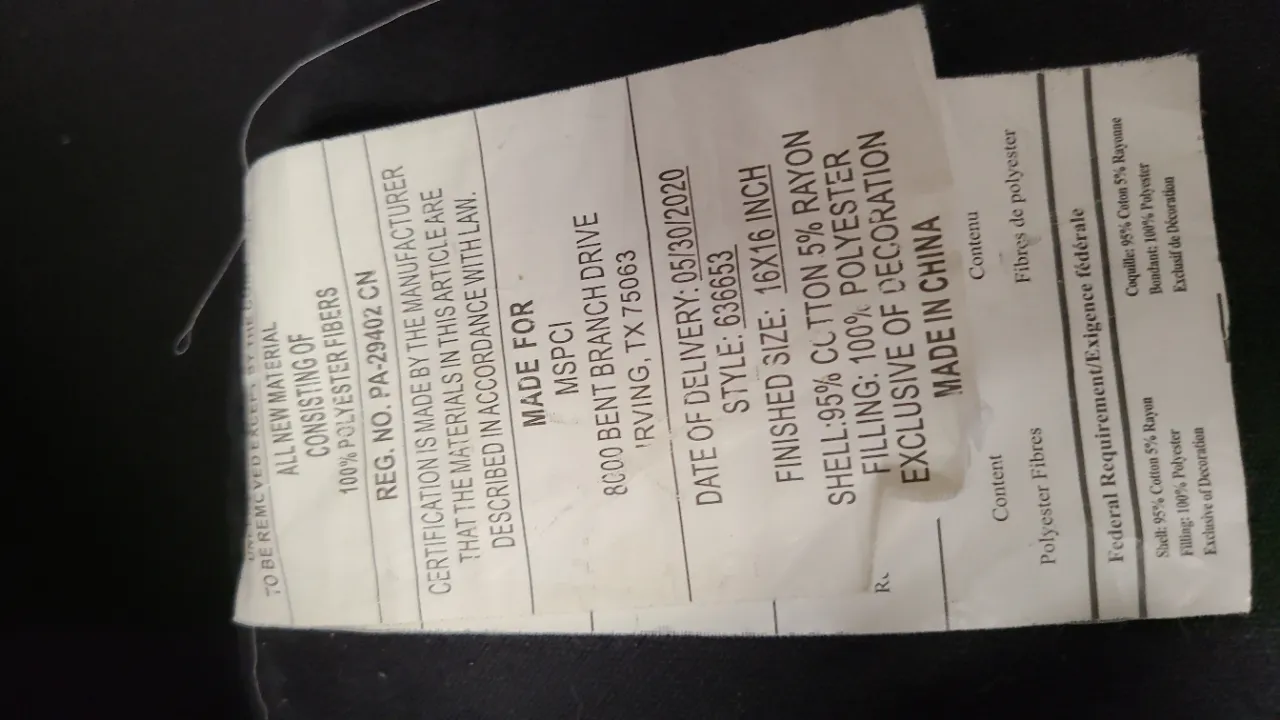 TO BE REMOVED EXCEPT BY THE
ALL NEW MATERIAL
CONSISTING OF
100% POLYESTER FIBERS
REG. NO. PA-29402 CN
CERTIFICATION IS MADE BY THE MANUFACTURER
THAT THE MATERIALS IN THIS ARTICLE ARE
DESCRIBED IN ACCORDANCE WITH LAW.
MADE FOR
MSPCI
8000 BENT BRANCH DRIVE
IRVING, TX 75063
DATE OF DELIVERY: 05/30/2020
STYLE: 636653
FINISHED SIZE: 16X16 INCH
SHELL:95% COTTON 5% RAYON
FILLING: 100% POLYESTER
EXCLUSIVE OF DECORATION
MADE IN CHINA
Content Contenu
Polyester Fibres Fibres de polyester
Federal Requirement/Exigence fédérale
Shell: 95% Cotton 5% Rayon Coquille: 95% Coton 5% Rayonne
Filling: 100% Polyester Bondant: 100% Polyester
Exclusive of Decoration Exclusif de Décoration